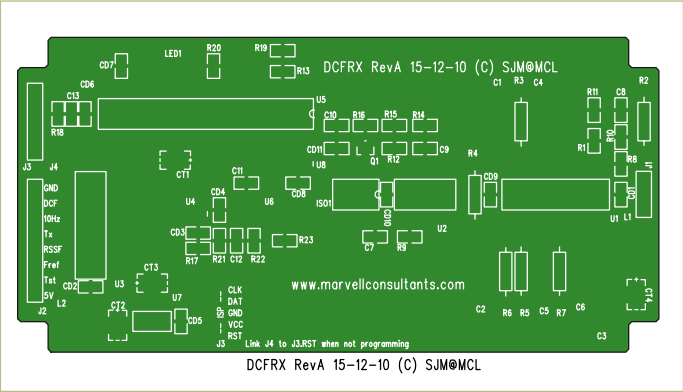 R19
R20
LED1
CD7
R13
DCFRX RevA 15-12-10 (C) SJM@MCL
R3
C1
C4
R2
CD6
C13
R11
C8
U5
R18
C10
R16
R15
R14
R10
R1
CD11
R12
C9
Q1
R8
J3
J4
CT1
U8
R4
J1
C11
CD8
CD9
GND
DCF
10Hz
Tx
RSSF
Fref
Tst
5V
CD4
U4
U6
ISO1
CD10
U2
U1
CD1
L1
CD3
R17
R21
C12
R22
R23
C7
R9
CT3
CD2
U3
www.marvellconsultants.com
CT4
L2
J2
CT2
U7
CD5
ISP
CLK
DAT
GND
VCC
RST
C2
R6
R5
C5
R7
C6
C3
J3
Link J4 to J3.RST when not programming
DCFRX RevA 15-12-10 (C) SJM@MCL